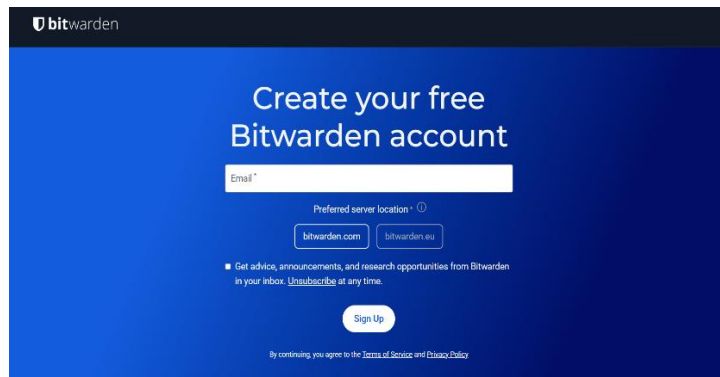 bitwarden
Create your free
Bitwarden account
Email *
Preferred server location *
bitwarden.com bitwarden.eu
Get advice, announcements, and research opportunities from Bitwarden
in your inbox. Unsubscribe at any time.
Sign Up
By continuing, you agree to the Terms of Service and Privacy Policy